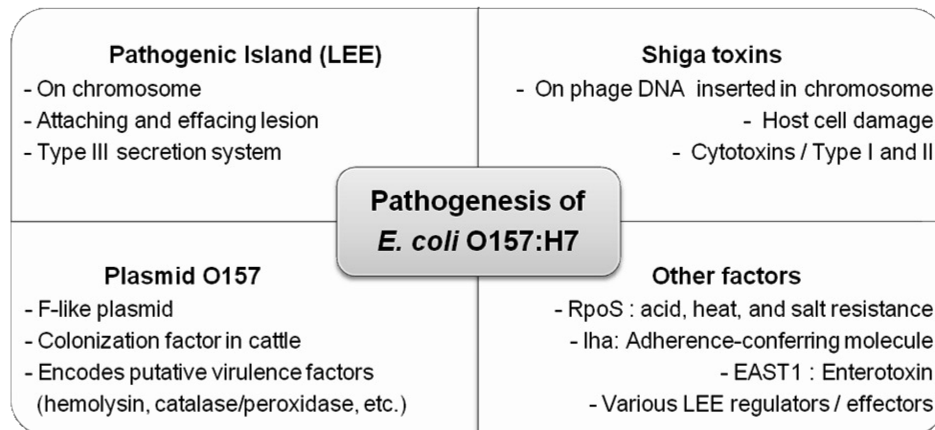 Pathogenic Island (LEE)
- On chromosome
- Attaching and effacing lesion
- Type III secretion system
Shiga toxins
- On phage DNA inserted in chromosome
- Host cell damage
- Cytotoxins / Type I and II
Pathogenesis of
E. coli O157:H7
Plasmid O157
- F-like plasmid
- Colonization factor in cattle
- Encodes putative virulence factors
(hemolysin, catalase/peroxidase, etc.)
Other factors
- RpoS : acid, heat, and salt resistance
- Iha: Adherence-conferring molecule
- EAST1 : Enterotoxin
- Various LEE regulators / effectors